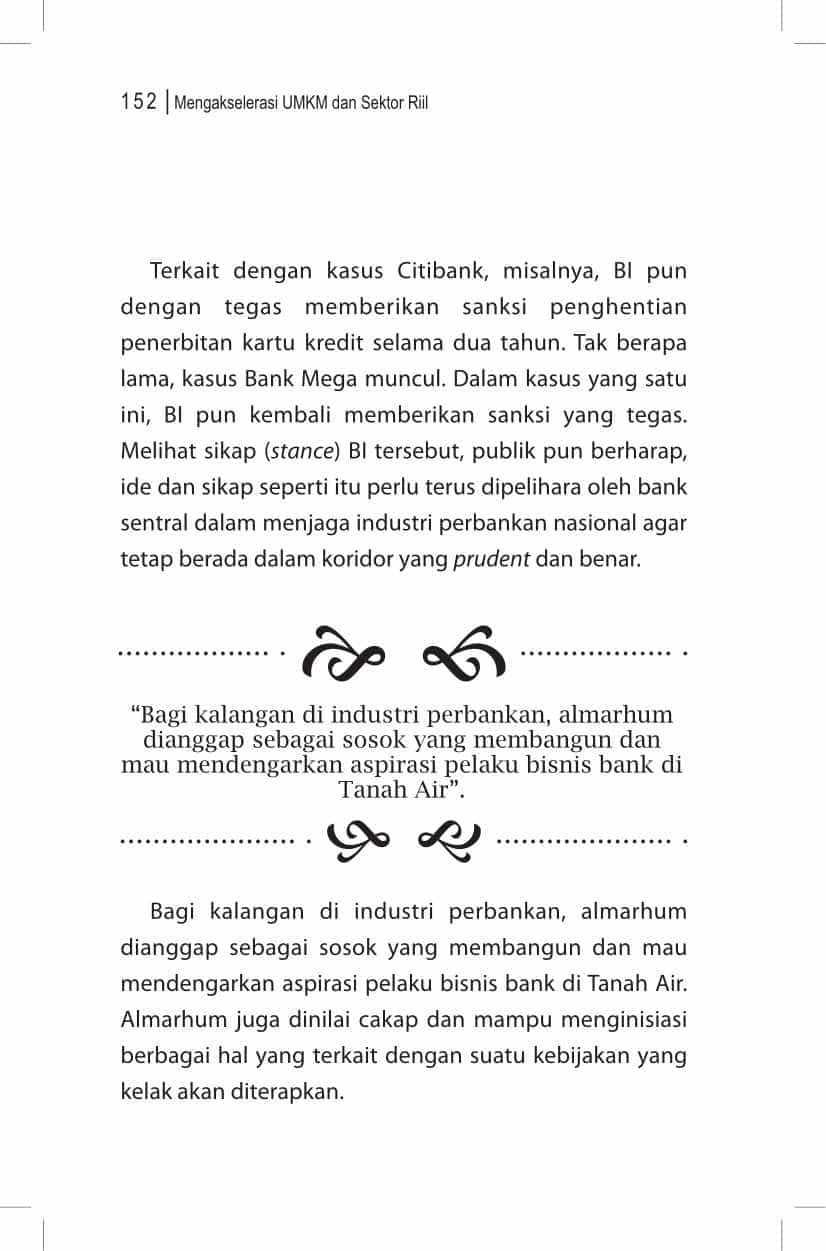 152 | Mengakselerasi UMKM dan Sektor Riil
Terkait dengan kasus Citibank, misalnya, BI pun
dengan tegas memberikan sanksi penghentian
penerbitan kartu kredit selama dua tahun. Tak berapa
lama, kasus Bank Mega muncul. Dalam kasus yang satu
ini, BI pun kembali memberikan sanksi yang tegas.
Melihat sikap (stance) BI tersebut, publik pun berharap,
ide dan sikap seperti itu perlu terus dipelihara oleh bank
sentral dalam menjaga industri perbankan nasional agar
tetap berada dalam koridor yang prudent dan benar.
“Bagi kalangan di industri perbankan, almarhum
dianggap sebagai sosok yang membangun dan
mau mendengarkan aspirasi pelaku bisnis bank di
Tanah Air”.
Bagi kalangan di industri perbankan, almarhum
dianggap sebagai sosok yang membangun dan mau
mendengarkan aspirasi pelaku bisnis bank di Tanah Air.
Almarhum juga dinilai cakap dan mampu menginisiasi
berbagai hal yang terkait dengan suatu kebijakan yang
kelak akan diterapkan.